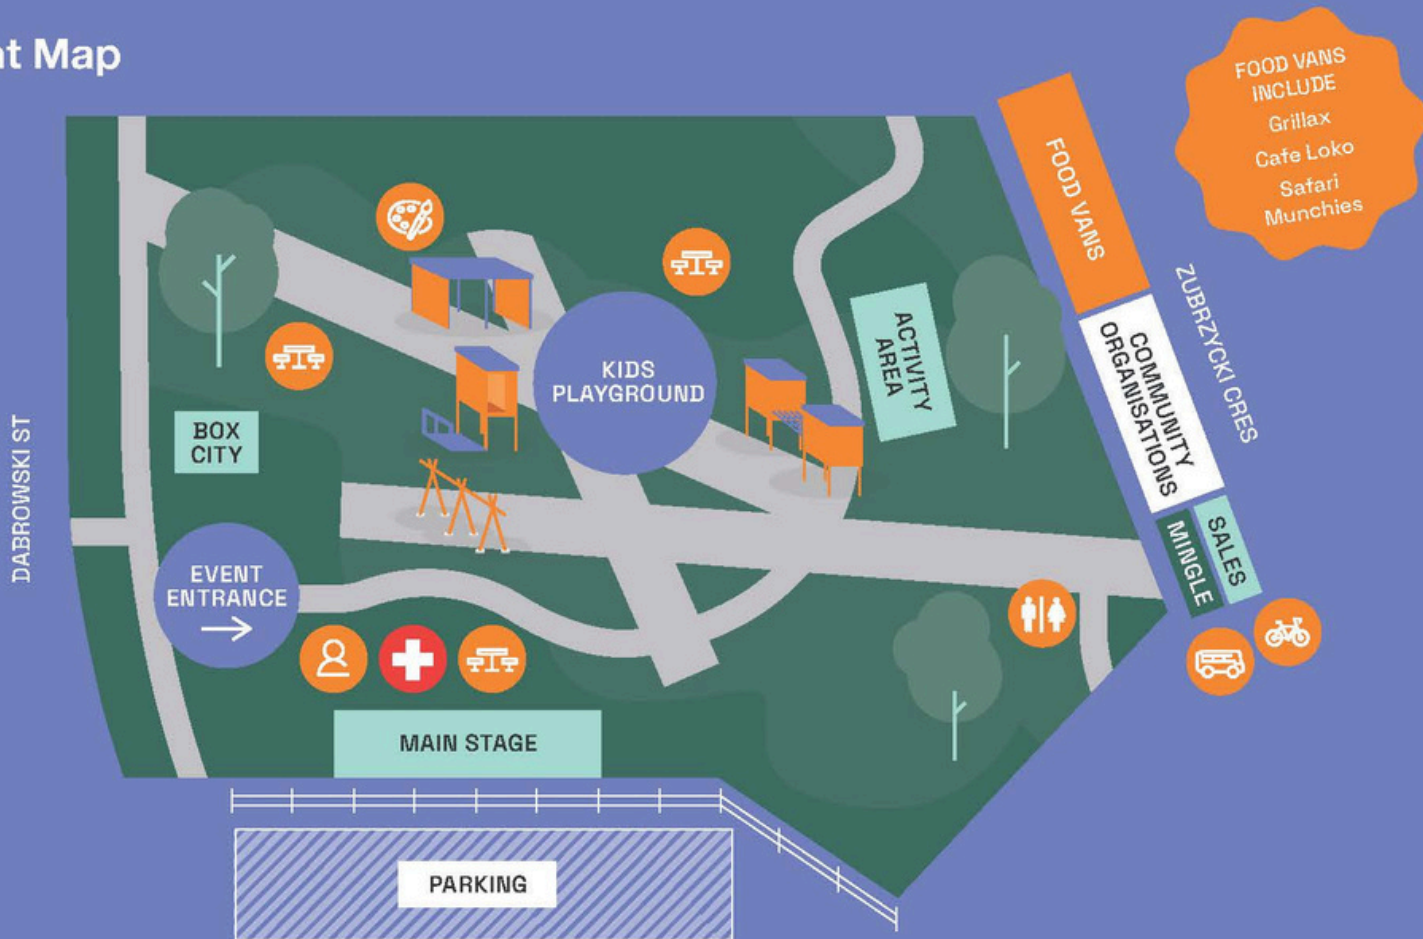 nt Map
FOOD VANS
INCLUDE
Grillax
Cafe Loko
Safari
Munchies
FOOD VANS
ZUBRZYCKI CRES
COMMUNITY
ORGANISATIONS
ACTIVITY
AREA
KIDS
PLAYGROUND
BOX
CITY
DABROWSKI ST
EVENT
ENTRANCE
MINGLE
SALES
MAIN STAGE
PARKING